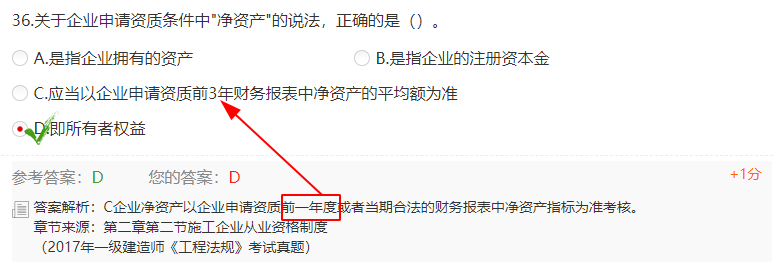 36.关于企业申请资质条件中"净资产"的说法，正确的是（）。
A.是指企业拥有的资产
B.是指企业的注册资本金
C.应当以企业申请资质前3年财务报表中净资产的平均额为准
D.即所有者权益
参考答案：D 您的答案：D +1分
答案解析：C企业净资产以企业申请资质前一年度或者当期合法的财务报表中净资产指标为准考核。
章节来源：第二章第二节施工企业从业资格制度
（2017年一级建造师《工程法规》考试真题）